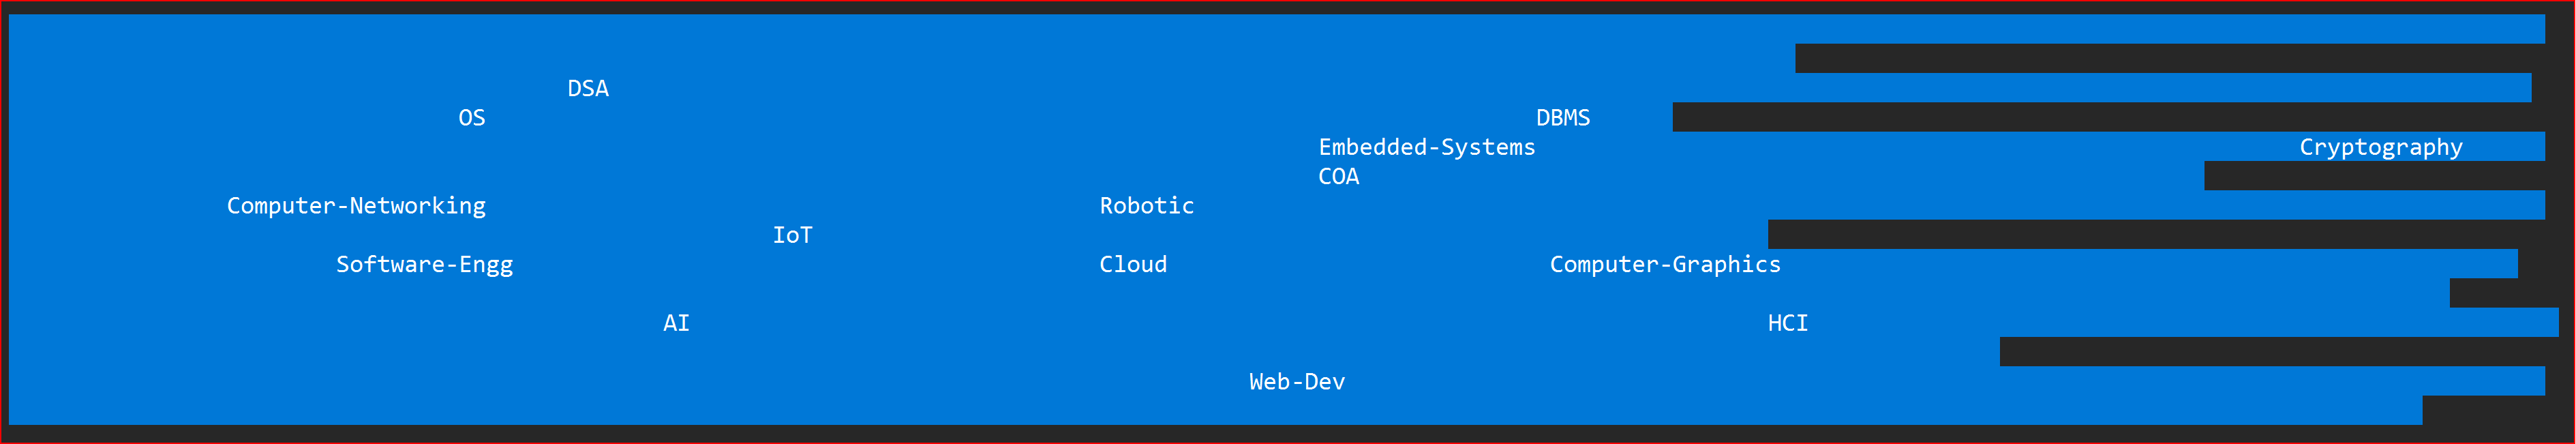 DSA
OS DBMS
Embedded-Systems Cryptography
COA
Computer-Networking Robotic
IoT
Software-Engg Cloud Computer-Graphics
AI HCI
Web-Dev